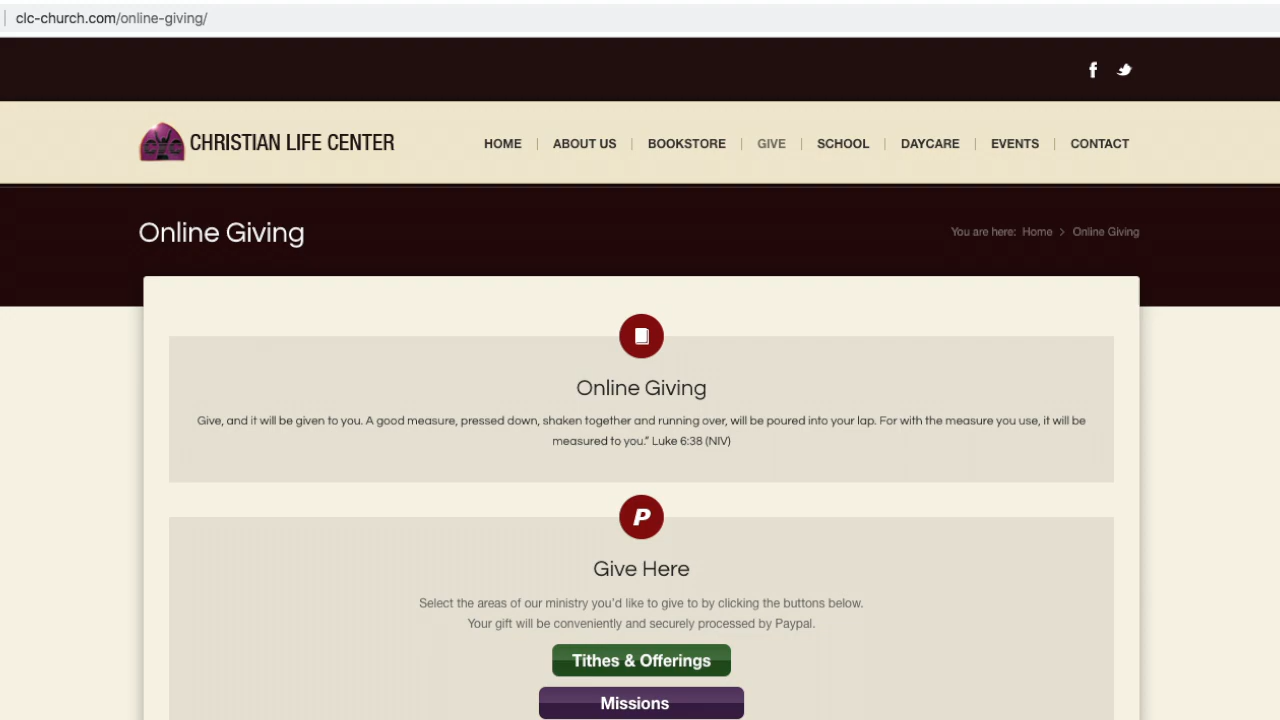 clc-church.com/online-giving/
CHRISTIAN LIFE CENTER
HOME ABOUT US BOOKSTORE GIVE SCHOOL DAYCARE EVENTS CONTACT
Online Giving
You are here: Home > Online Giving
Online Giving
Give, and it will be given to you. A good measure, pressed down, shaken together and running over, will be poured into your lap. For with the measure you use, it will be
measured to you.” Luke 6:38 (NIV)
P
Give Here
Select the areas of our ministry you’d like to give to by clicking the buttons below.
Your gift will be conveniently and securely processed by Paypal.
Tithes & Offerings
Missions